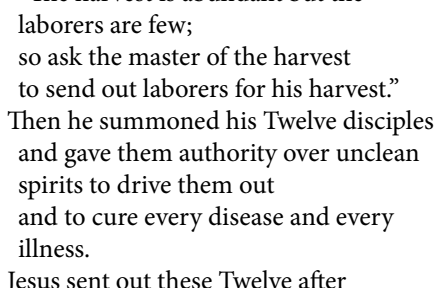 “The harvest is abundant but the
laborers are few;
so ask the master of the harvest
to send out laborers for his harvest.”
Then he summoned his Twelve disciples
and gave them authority over unclean
spirits to drive them out
and to cure every disease and every
illness.
Jesus sent out these Twelve after